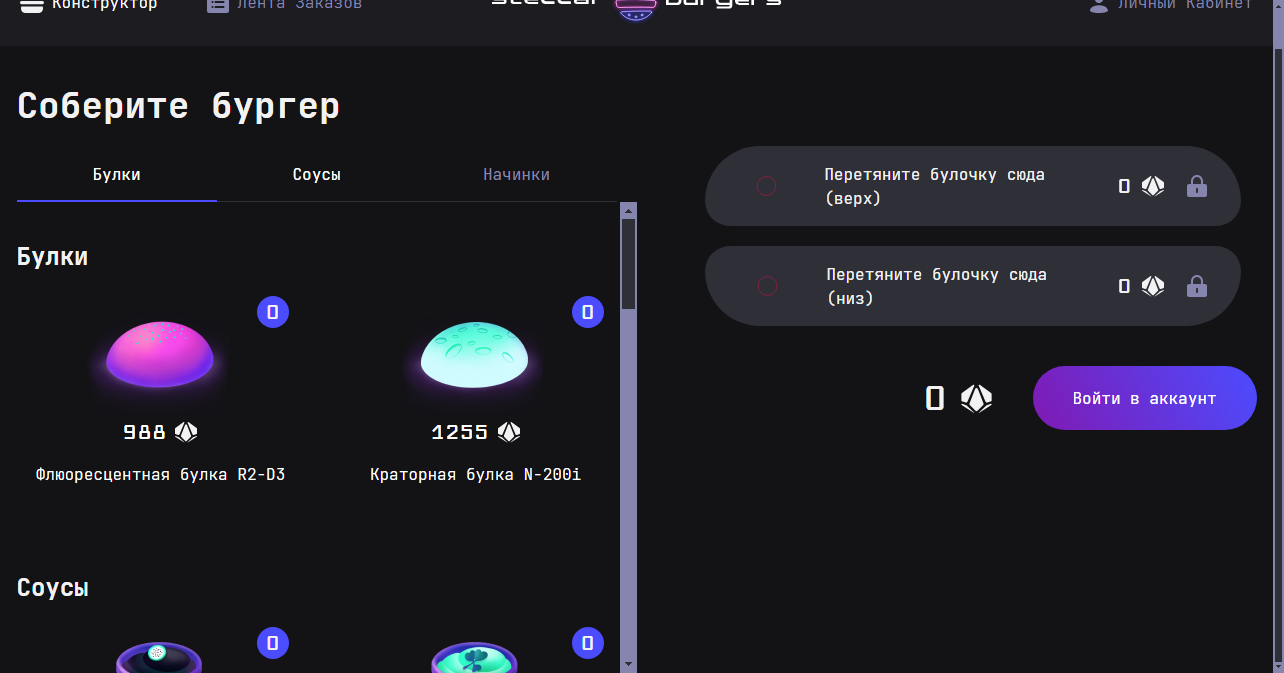 Конструктор
Лента Заказов
Stellar Burgers
Личный Кабинет
Соберите бургер
Булки
Соусы
Начинки
Булки
0
0
988
1255
Флюоресцентная булка R2-D3
Краторная булка N-200i
Соусы
0
0
Перетяните булочку сюда
(верх)
0
Перетяните булочку сюда
(низ)
0
0
Войти в аккаунт